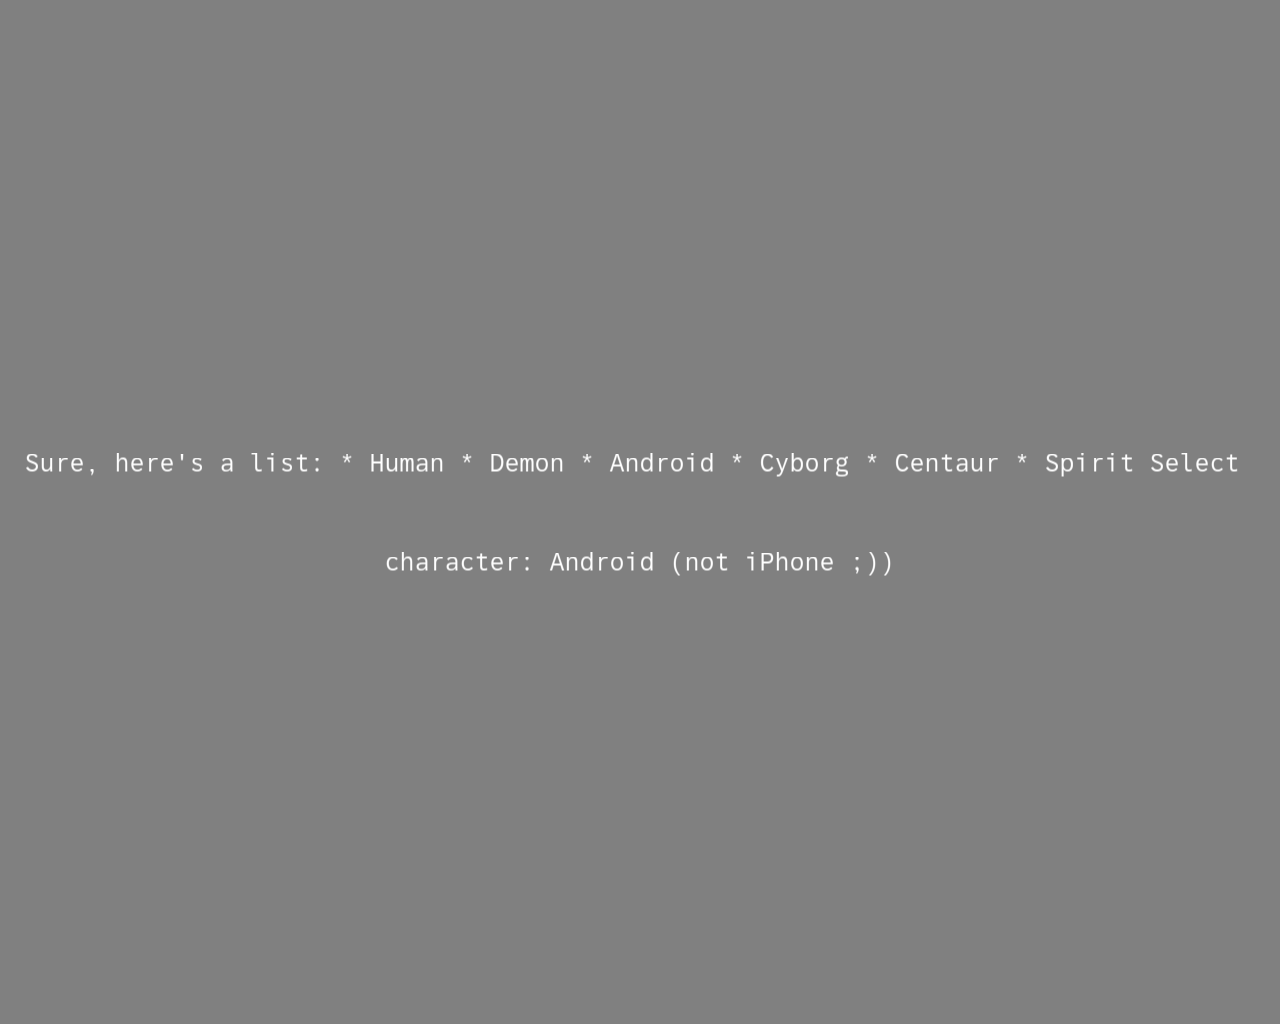 Sure, here's a list: * Human * Demon * Android * Cyborg * Centaur * Spirit Select
character: Android (not iPhone ;))